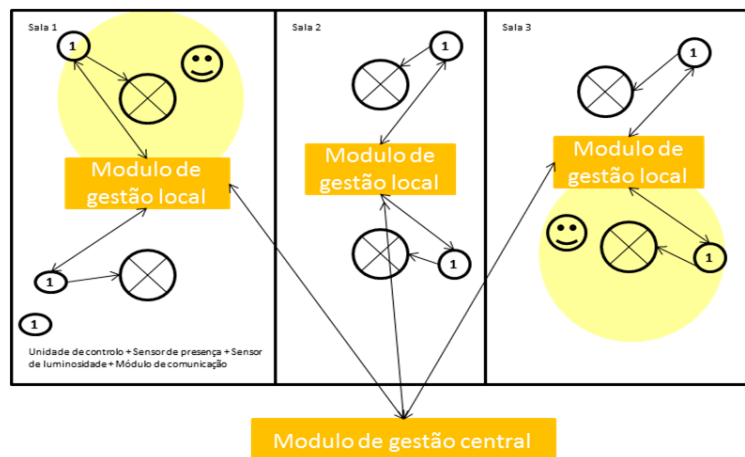 Sala 1
Sala 2
Sala 3
1
1
1
Modulo de
gestão local
Modulo de
gestão local
Modulo de
gestão local
1
1
1
1
Unidade de controlo + Sensor de presença + Sensor
de luminosidade + Módulo de comunicação
Modulo de gestão central